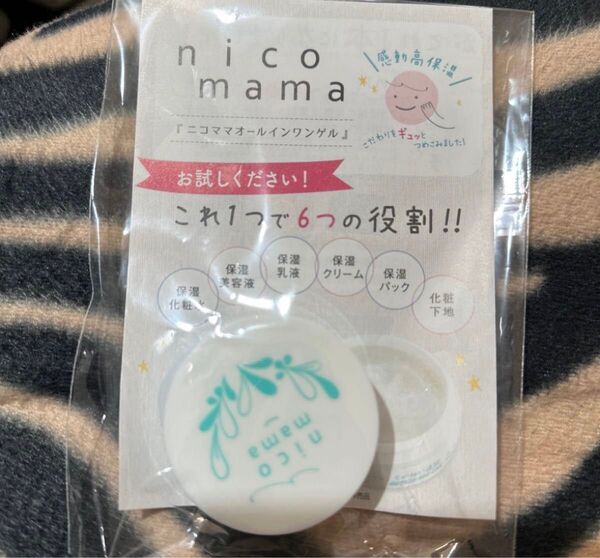 nico
mama
『ニコママオールインワンゲル』
感動高保湿
こだわりをギュッと
つめこみました!
お試しください!
これ1つで6つの役割!!
保湿
化粧水
保湿
美容液
保湿
乳液
保湿
クリーム
保湿
パック
化粧
下地
nico
mama